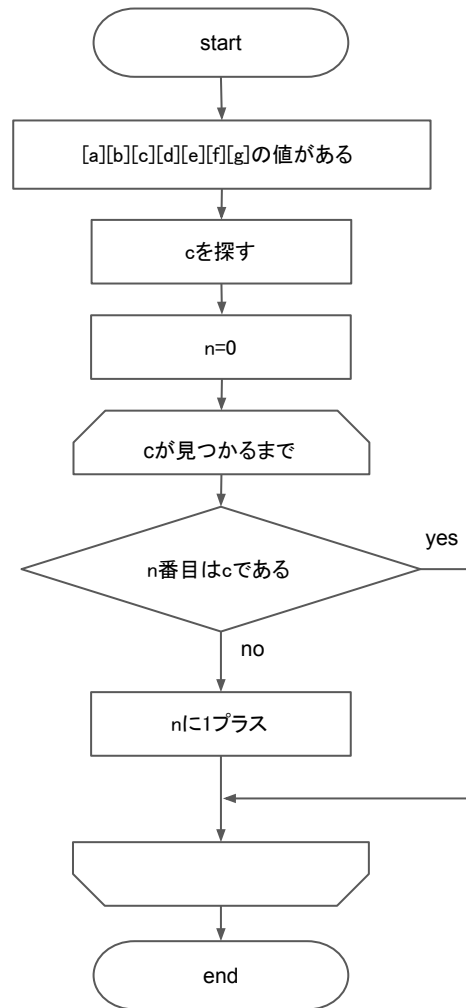 start
[a][b][c][d][e][f][g]の値がある
cを探す
n=0
cが見つかるまで
n番目はcである
yes
no
nに1プラス
end